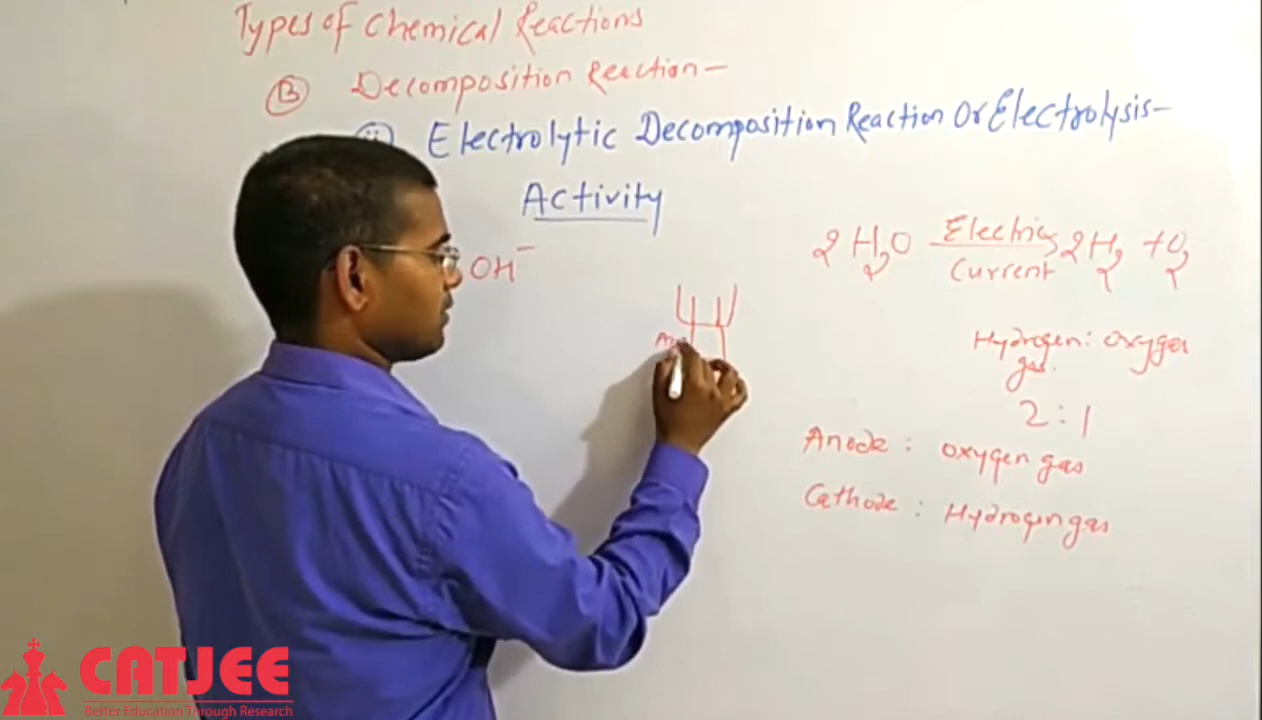 Types of Chemical Reactions
(B) Decomposition Reaction -
(ii) Electrolytic Decomposition Reaction Or Electrolysis -
Activity
OH⁻
2H₂O Electric Current 2H₂ + O₂
Hydrogen gas : oxygen
2 : 1
Anode : oxygen gas
Cathode : Hydrogen gas
CATJEE
Better Education Through Research